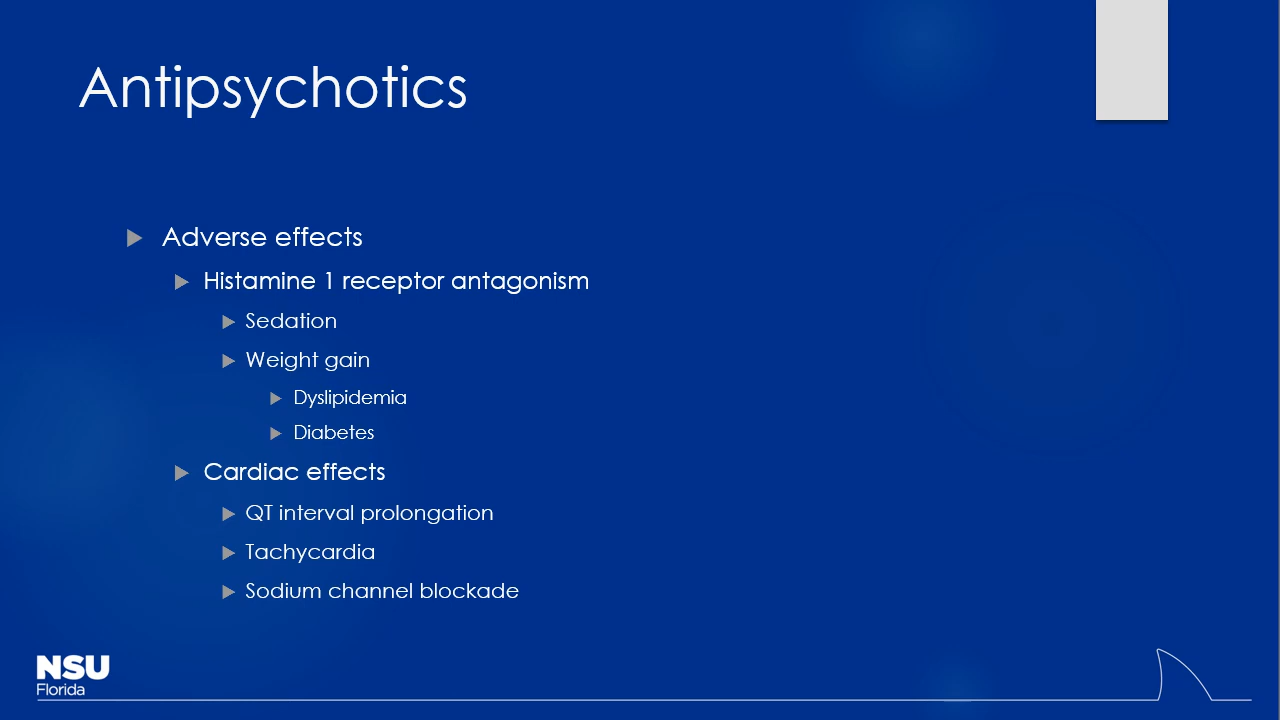 Antipsychotics
Adverse effects
Histamine 1 receptor antagonism
Sedation
Weight gain
Dyslipidemia
Diabetes
Cardiac effects
QT interval prolongation
Tachycardia
Sodium channel blockade
NSU
Florida